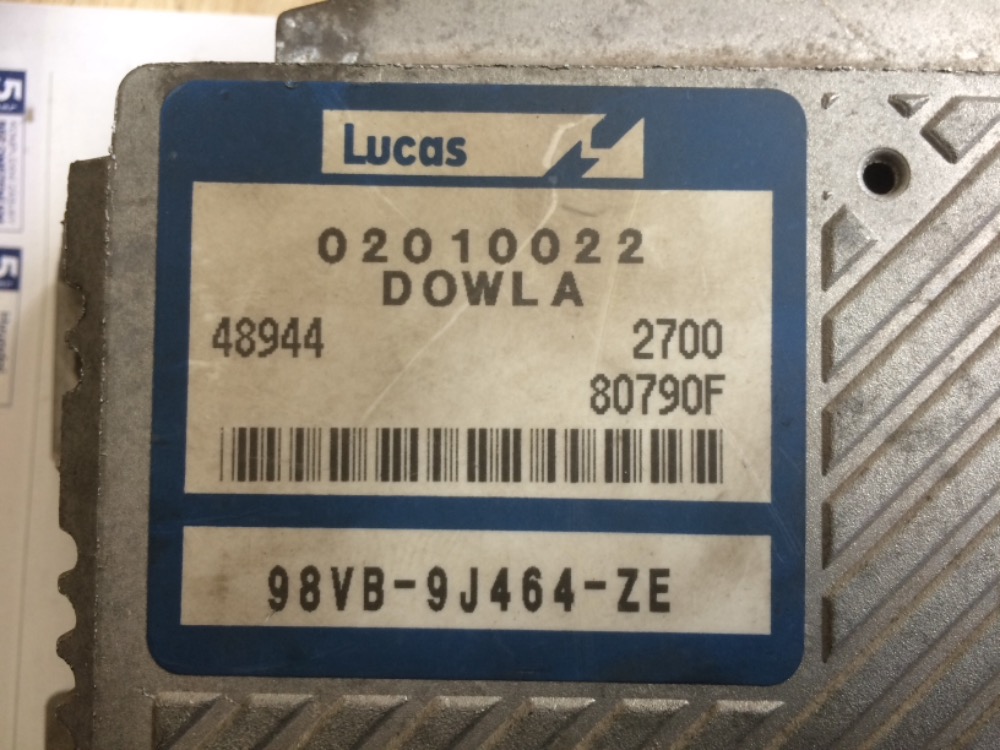 Lucas
02010022
DOWLA
48944 2700
80790F
98VB-9J464-ZE